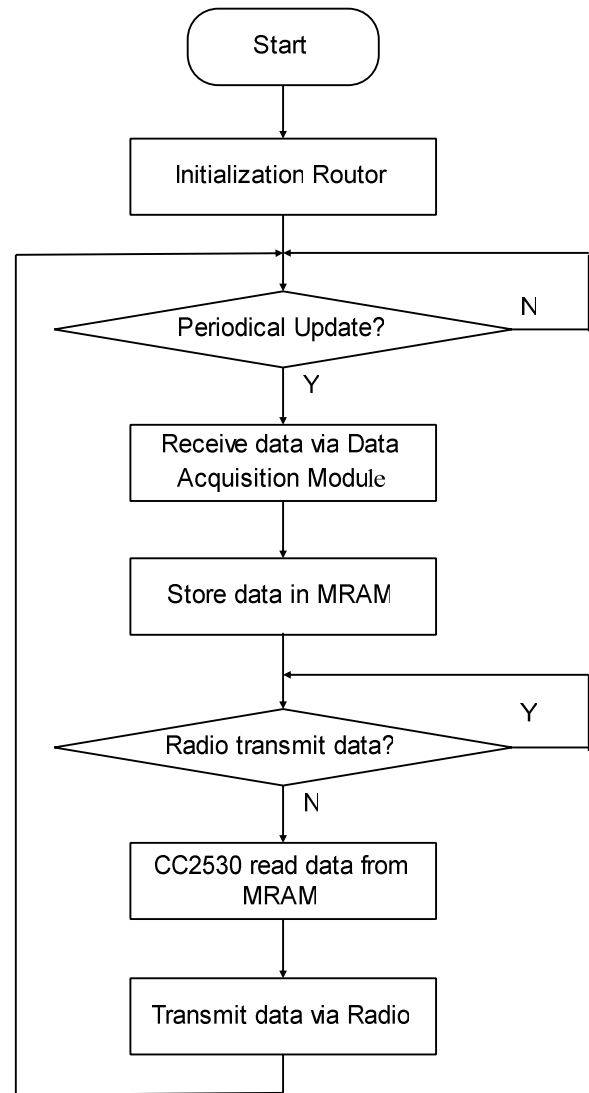 Start
Initialization Routor
Periodical Update?
N
Y
Receive data via Data
Acquisition Module
Store data in MRAM
Radio transmit data?
Y
N
CC2530 read data from
MRAM
Transmit data via Radio